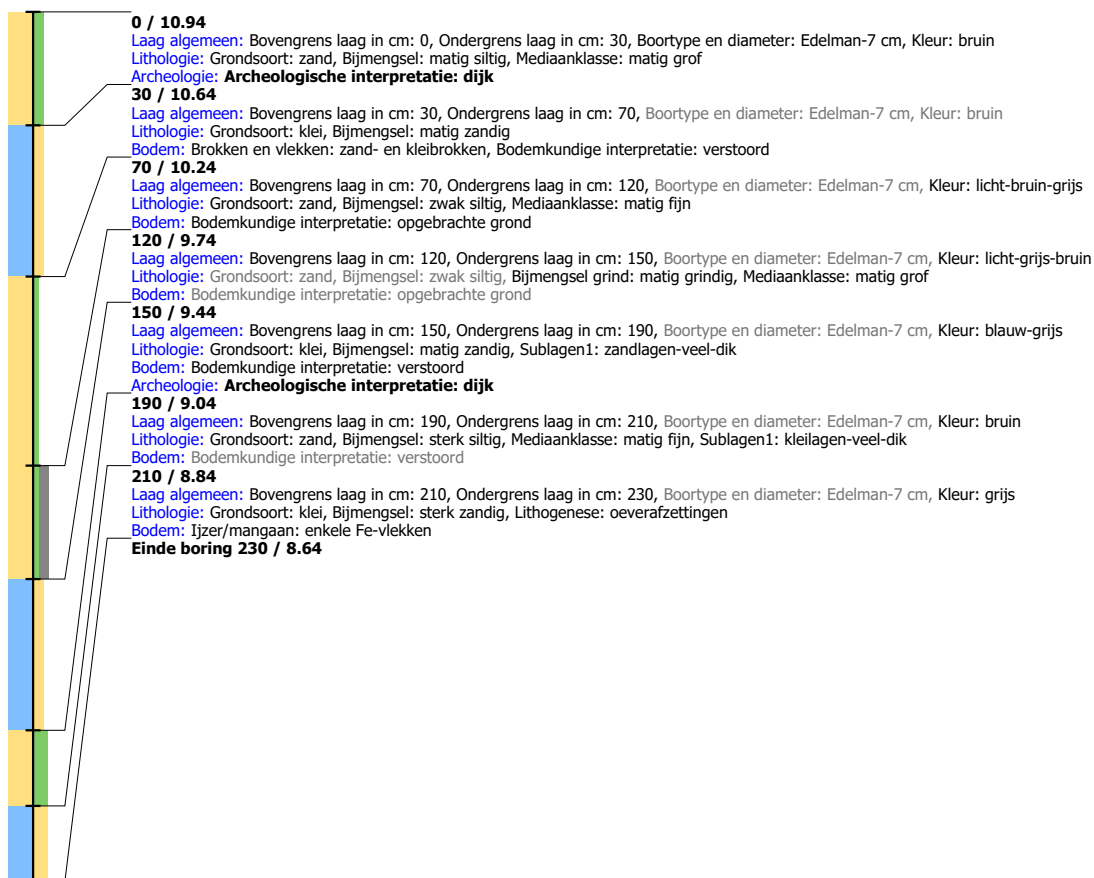 0 / 10.94
Laag algemeen: Bovengrens laag in cm: 0, Ondergrens laag in cm: 30, Boortype en diameter: Edelman-7 cm, Kleur: bruin
Lithologie: Grondsoort: zand, Bijmengsel: matig siltig, Mediaanklasse: matig grof
Archeologie: Archeologische interpretatie: dijk
30 / 10.64
Laag algemeen: Bovengrens laag in cm: 30, Ondergrens laag in cm: 70, Boortype en diameter: Edelman-7 cm, Kleur: bruin
Lithologie: Grondsoort: klei, Bijmengsel: matig zandig
Bodem: Brokken en vlekken: zand- en kleibrokken, Bodemkundige interpretatie: verstoord
70 / 10.24
Laag algemeen: Bovengrens laag in cm: 70, Ondergrens laag in cm: 120, Boortype en diameter: Edelman-7 cm, Kleur: licht-bruin-grijs
Lithologie: Grondsoort: zand, Bijmengsel: zwak siltig, Mediaanklasse: matig fijn
Bodem: Bodemkundige interpretatie: opgebrachte grond
120 / 9.74
Laag algemeen: Bovengrens laag in cm: 120, Ondergrens laag in cm: 150, Boortype en diameter: Edelman-7 cm, Kleur: licht-grijs-bruin
Lithologie: Grondsoort: zand, Bijmengsel: zwak siltig, Bijmengsel grind: matig grindig, Mediaanklasse: matig grof
Bodem: Bodemkundige interpretatie: opgebrachte grond
150 / 9.44
Laag algemeen: Bovengrens laag in cm: 150, Ondergrens laag in cm: 190, Boortype en diameter: Edelman-7 cm, Kleur: blauw-grijs
Lithologie: Grondsoort: klei, Bijmengsel: matig zandig, Sublagen1: zandlagen-veel-dik
Bodem: Bodemkundige interpretatie: verstoord
Archeologie: Archeologische interpretatie: dijk
190 / 9.04
Laag algemeen: Bovengrens laag in cm: 190, Ondergrens laag in cm: 210, Boortype en diameter: Edelman-7 cm, Kleur: bruin
Lithologie: Grondsoort: zand, Bijmengsel: sterk siltig, Mediaanklasse: matig fijn, Sublagen1: kleilagen-veel-dik
Bodem: Bodemkundige interpretatie: verstoord
210 / 8.84
Laag algemeen: Bovengrens laag in cm: 210, Ondergrens laag in cm: 230, Boortype en diameter: Edelman-7 cm, Kleur: grijs
Lithologie: Grondsoort: klei, Bijmengsel: sterk zandig, Lithogenese: oeverafzettingen
Bodem: Ijzer/mangaan: enkele Fe-vlekken
Einde boring 230 / 8.64